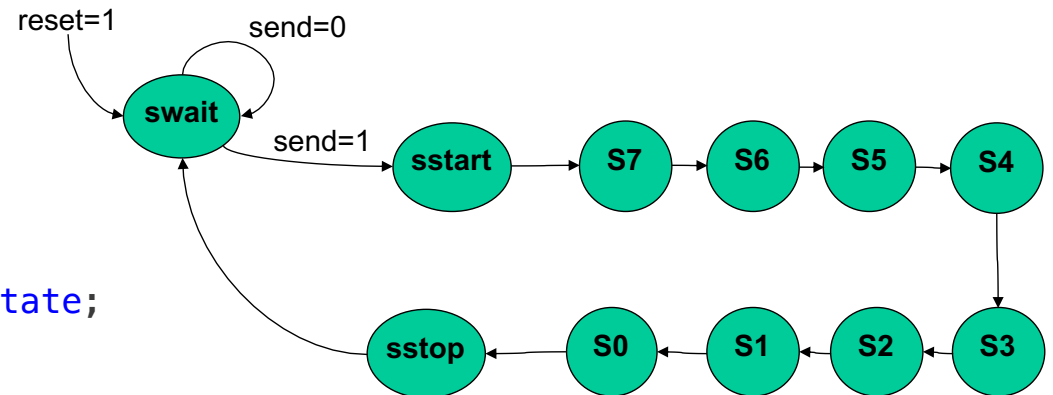 reset=1
send=0
swait
send=1
sstart
S7
S6
S5
S4
tate;
sstop
S0
S1
S2
S3